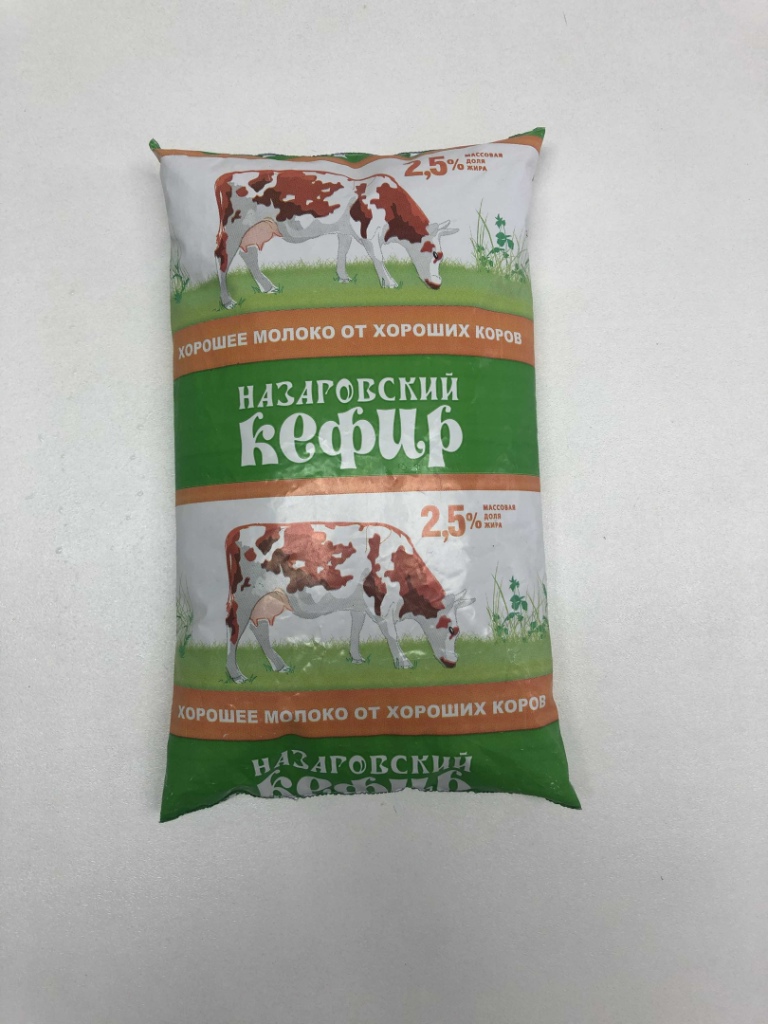 2,5% МАССОВАЯ
ДОЛЯ
ЖИРА
ХОРОШЕЕ МОЛОКО ОТ ХОРОШИХ КОРОВ
НАЗАРОВСКИЙ
кефир
2,5% МАССОВАЯ
ДОЛЯ
ЖИРА
ХОРОШЕЕ МОЛОКО ОТ ХОРОШИХ КОРОВ
НАЗАРОВСКИЙ
кефир